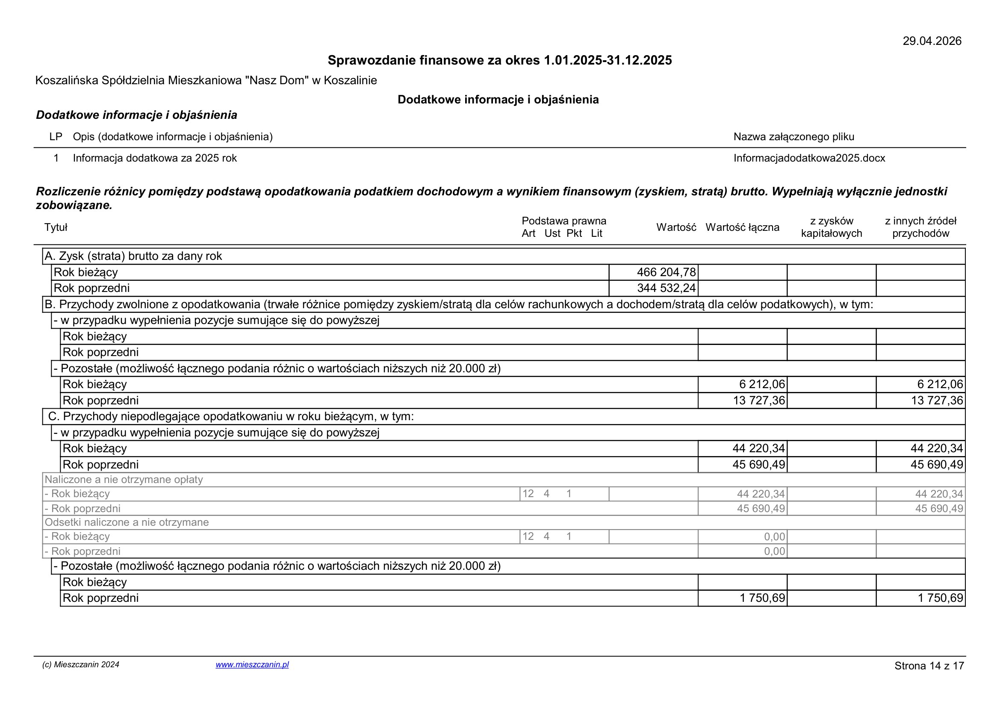 29.04.2026
Sprawozdanie finansowe za okres 1.01.2025-31.12.2025
Koszalińska Spółdzielnia Mieszkaniowa "Nasz Dom" w Koszalinie
Dodatkowe informacje i objaśnienia
Dodatkowe informacje i objaśnienia
LP Opis (dodatkowe informacje i objaśnienia) Nazwa załączonego pliku
1 Informacja dodatkowa za 2025 rok Informacjadodatkowa2025.docx
Rozliczenie różnicy pomiędzy podstawą opodatkowania podatkiem dochodowym a wynikiem finansowym (zyskiem, stratą) brutto. Wypełniają wyłącznie jednostki
zobowiązane.
Tytuł Podstawa prawna Art Ust Pkt Lit Wartość Wartość łączna z zysków kapitałowych z innych źródeł przychodów
A. Zysk (strata) brutto za dany rok
Rok bieżący 466 204,78
Rok poprzedni 344 532,24
B. Przychody zwolnione z opodatkowania (trwałe różnice pomiędzy zyskiem/stratą dla celów rachunkowych a dochodem/stratą dla celów podatkowych), w tym:
- w przypadku wypełnienia pozycje sumujące się do powyższej
Rok bieżący
Rok poprzedni
- Pozostałe (możliwość łącznego podania różnic o wartościach niższych niż 20.000 zł)
Rok bieżący 6 212,06 6 212,06
Rok poprzedni 13 727,36 13 727,36
C. Przychody niepodlegające opodatkowaniu w roku bieżącym, w tym:
- w przypadku wypełnienia pozycje sumujące się do powyższej
Rok bieżący 44 220,34 44 220,34
Rok poprzedni 45 690,49 45 690,49
Naliczone a nie otrzymane opłaty
- Rok bieżący 12 4 1 44 220,34 44 220,34
- Rok poprzedni 45 690,49 45 690,49
Odsetki naliczone a nie otrzymane
- Rok bieżący 12 4 1 0,00
- Rok poprzedni 0,00
- Pozostałe (możliwość łącznego podania różnic o wartościach niższych niż 20.000 zł)
Rok bieżący
Rok poprzedni 1 750,69 1 750,69
(c) Mieszczanin 2024 www.mieszczanin.pl Strona 14 z 17